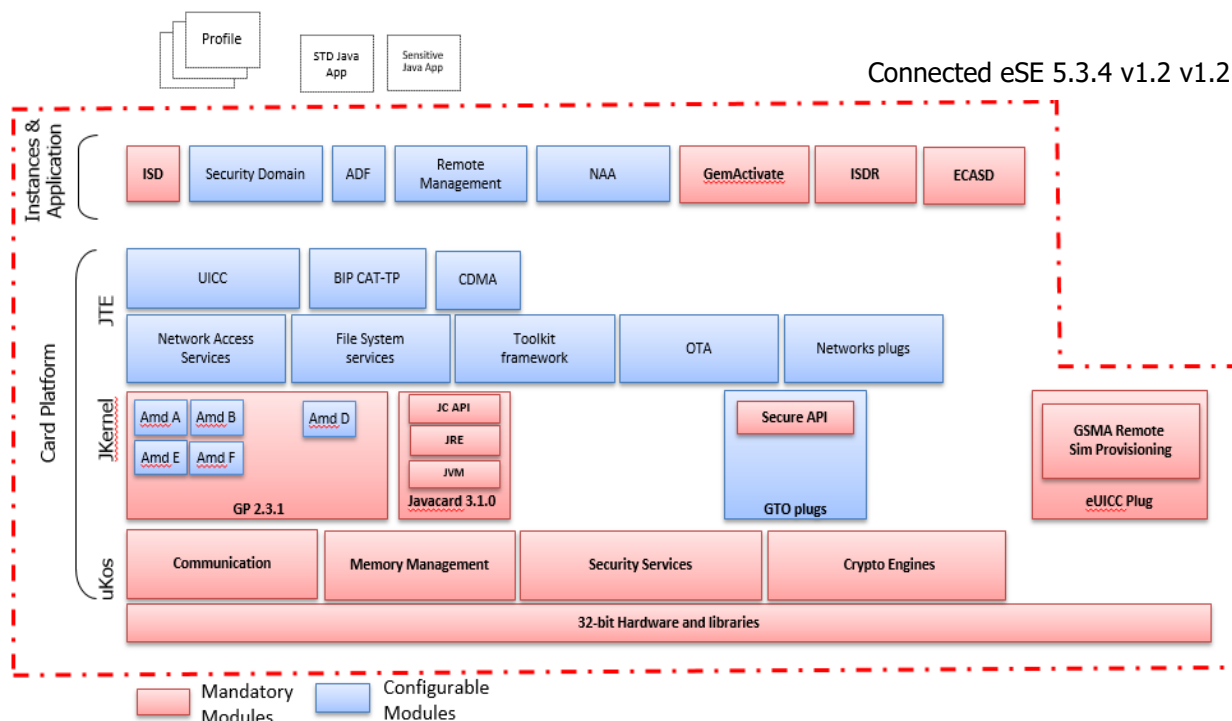 Profile
STD Java
App
Sensitive
Java App
Connected eSE 5.3.4 v1.2 v1.2
Instances &
Application
ISD
Security Domain
ADF
Remote
Management
NAA
GemActivate
ISDR
ECASD
Card Platform
JTE
UICC
BIP CAT-TP
CDMA
Network Access
Services
File System
services
Toolkit
framework
OTA
Networks plugs
JKernel
Amd A
Amd B
Amd D
Amd E
Amd F
GP 2.3.1
JC API
JRE
JVM
Javacard 3.1.0
Secure API
GTO plugs
GSMA Remote
Sim Provisioning
eUICC Plug
uKos
Communication
Memory Management
Security Services
Crypto Engines
32-bit Hardware and libraries
Mandatory
Modules
Configurable
Modules